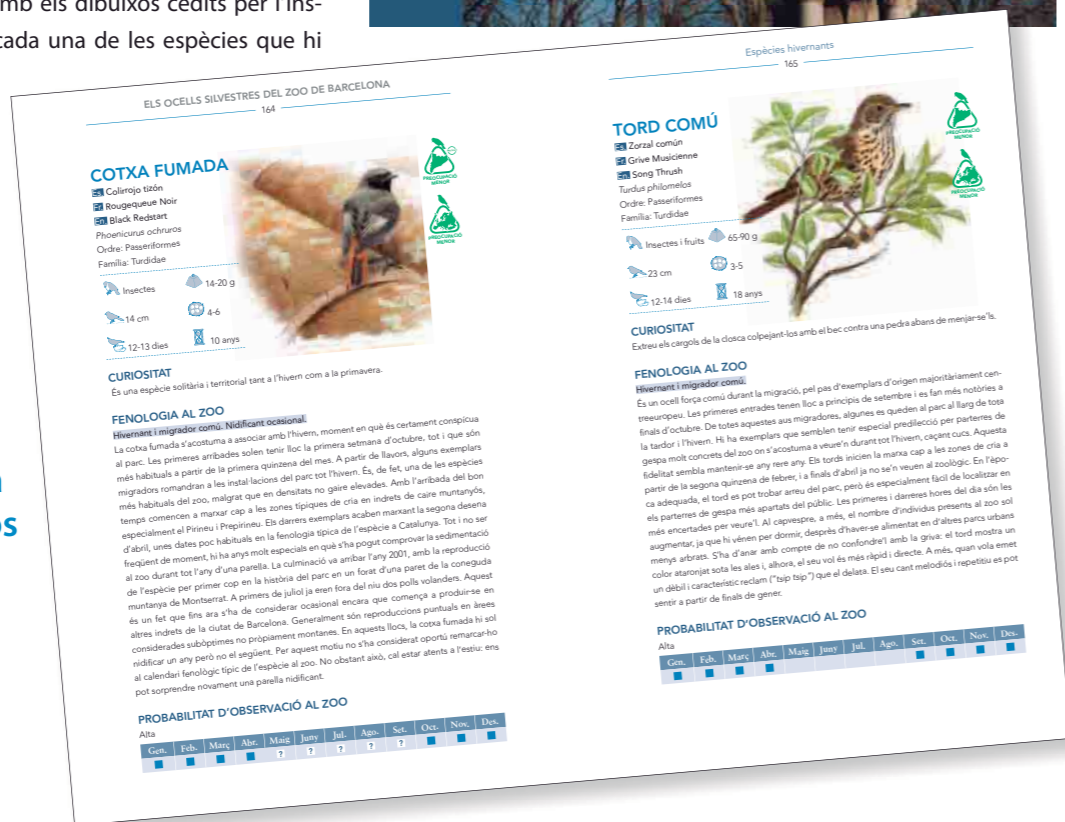 mb els dibuixos cedits per l'Ins-
cada una de les espècies que hi
os
ELS OCELLS SILVESTRES DEL ZOO DE BARCELONA
164
COTXA FUMADA
Es Colirrojo tizón
Fr Rougequeue Noir
En Black Redstart
Phoenicurus ochruros
Ordre: Passeriformes
Família: Turdidae
Insectes 14-20 g
14 cm 4-6
12-13 dies 10 anys
PREOCUPACIÓ
MENOR
PREOCUPACIÓ
MENOR
CURIOSITAT
És una espècie solitària i territorial tant a l'hivern com a la primavera.
FENOLOGIA AL ZOO
Hivernant i migrador comú. Nidificant ocasional.
La cotxa fumada s'acostuma a associar amb l'hivern, moment en què és certament conspícua
al parc. Les primeres arribades solen tenir lloc la primera setmana d'octubre, tot i que són
més habituals a partir de la primera quinzena del mes. A partir de llavors, alguns exemplars
migradors romandran a les instal·lacions del parc tot l'hivern. És, de fet, una de les espècies
més habituals del zoo, malgrat que en densitats no gaire elevades. Amb l'arribada del bon
temps comencen a marxar cap a les zones típiques de cria en indrets de caire muntanyós,
especialment el Pirineu i Prepirineu. Els darrers exemplars acaben marxant la segona desena
d'abril, unes dates poc habituals en la fenologia típica de l'espècie a Catalunya. Tot i no ser
freqüent de moment, hi ha anys molt especials en què s'ha pogut comprovar la sedimentació
al zoo durant tot l'any d'una parella. La culminació va arribar l'any 2001, amb la reproducció
de l'espècie per primer cop en la història del parc en un forat d'una paret de la coneguda
muntanya de Montserrat. A primers de juliol ja eren fora del niu dos polls volanders. Aquest
és un fet que fins ara s'ha de considerar ocasional encara que comença a produir-se en
altres indrets de la ciutat de Barcelona. Generalment són reproduccions puntuals en àrees
considerades subòptimes no pròpiament montanes. En aquests llocs, la cotxa fumada hi sol
nidificar un any però no el següent. Per aquest motiu no s'ha considerat oportú remarcar-ho
al calendari fenològic típic de l'espècie al zoo. No obstant això, cal estar atents a l'estiu: ens
pot sorprendre novament una parella nidificant.
PROBABILITAT D'OBSERVACIÓ AL ZOO
Alta
Gen. Feb. Març Abr. Maig Juny Jul. Ago. Set. Oct. Nov. Des.
? ? ? ? ?
Espècies hivernants
165
TORD COMÚ
Es Zorzal común
Fr Grive Musicienne
En Song Thrush
Turdus philomelos
Ordre: Passeriformes
Família: Turdidae
Insectes i fruits 65-90 g
23 cm 3-5
12-14 dies 18 anys
PREOCUPACIÓ
MENOR
PREOCUPACIÓ
MENOR
CURIOSITAT
Extreu els cargols de la closca colpejant-los amb el bec contra una pedra abans de menjar-se'ls.
FENOLOGIA AL ZOO
Hivernant i migrador comú.
És un ocell força comú durant la migració, pel pas d'exemplars d'origen majoritàriament cen-
treeuropeu. Les primeres entrades tenen lloc a principis de setembre i es fan més notòries a
finals d'octubre. De totes aquestes aus migradores, algunes es queden al parc al llarg de tota
la tardor i l'hivern. Hi ha exemplars que semblen tenir especial predilecció per parterres de
gespa molt concrets del zoo on s'acostuma a veure'n durant tot l'hivern, caçant cucs. Aquesta
fidelitat sembla mantenir-se any rere any. Els tords inicien la marxa cap a les zones de cria a
partir de la segona quinzena de febrer, i a finals d'abril ja no se'n veuen al zoològic. En l'èpo-
ca adequada, el tord es pot trobar arreu del parc, però és especialment fàcil de localitzar en
els parterres de gespa més apartats del públic. Les primeres i darreres hores del dia són les
més encertades per veure'l. Al capvespre, a més, el nombre d'individus presents al zoo sol
augmentar, ja que hi vénen per dormir, després d'haver-se alimentat en d'altres parcs urbans
menys arbrats. S'ha d'anar amb compte de no confondre'l amb la griva: el tord mostra un
color ataronjat sota les ales i, alhora, el seu vol és més ràpid i directe. A més, quan vola emet
un dèbil i característic reclam ("tsip tsip") que el delata. El seu cant melodiós i repetitiu es pot
sentir a partir de finals de gener.
PROBABILITAT D'OBSERVACIÓ AL ZOO
Alta
Gen. Feb. Març Abr. Maig Juny Jul. Ago. Set. Oct. Nov. Des.